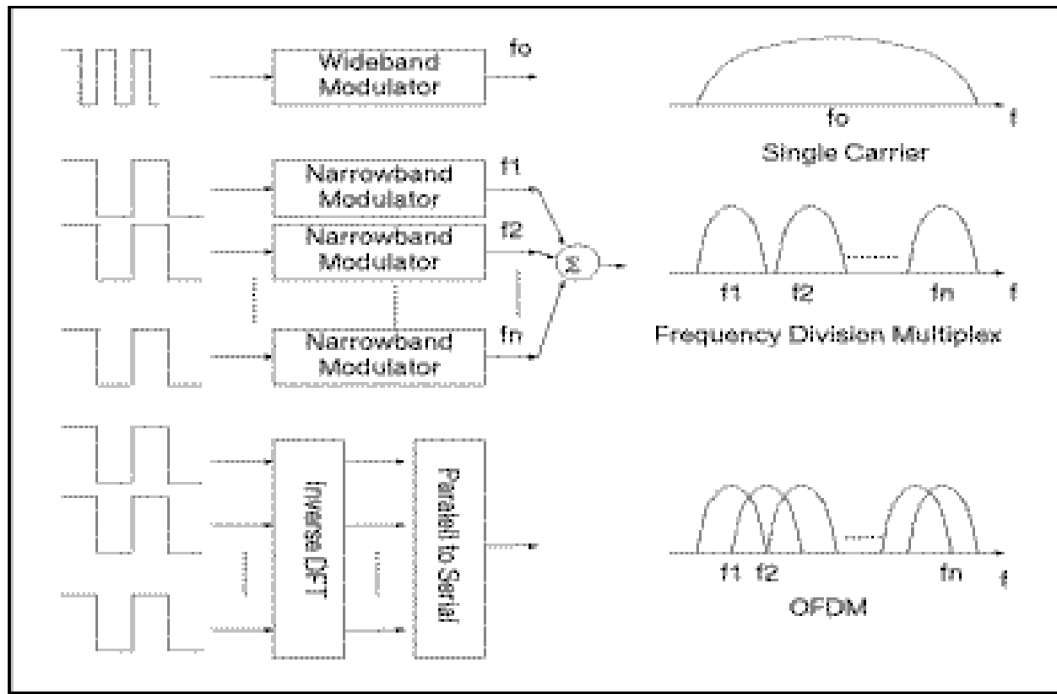 Wideband
Modulator
fo
fo
f
Single Carrier
Narrowband
Modulator
f1
Narrowband
Modulator
f2
Narrowband
Modulator
fn
Σ
f1
f2
fn
f
Frequency Division Multiplex
Inverse DFT
Paralell to Serial
f1
f2
fn
f
OFDM